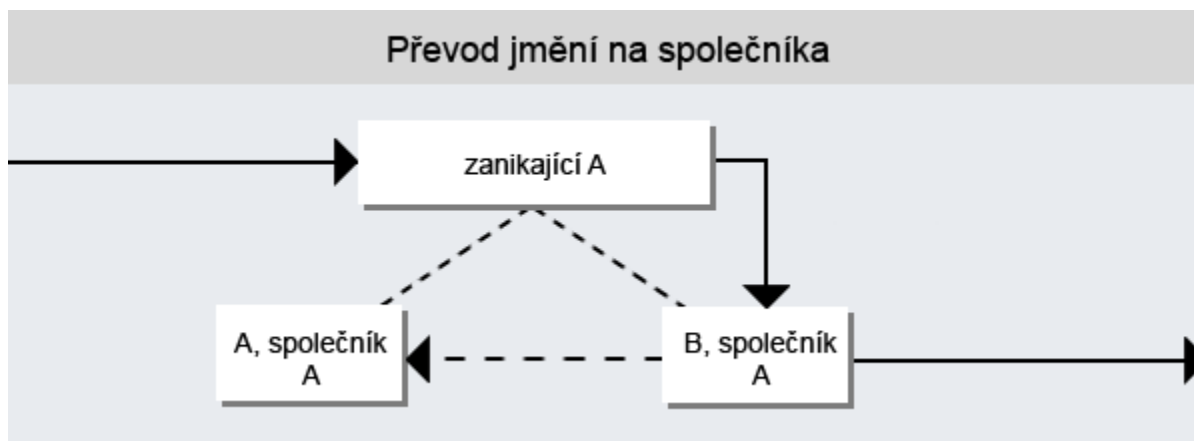 Převod jmění na společníka
zanikající A
A, společník
A
B, společník
A